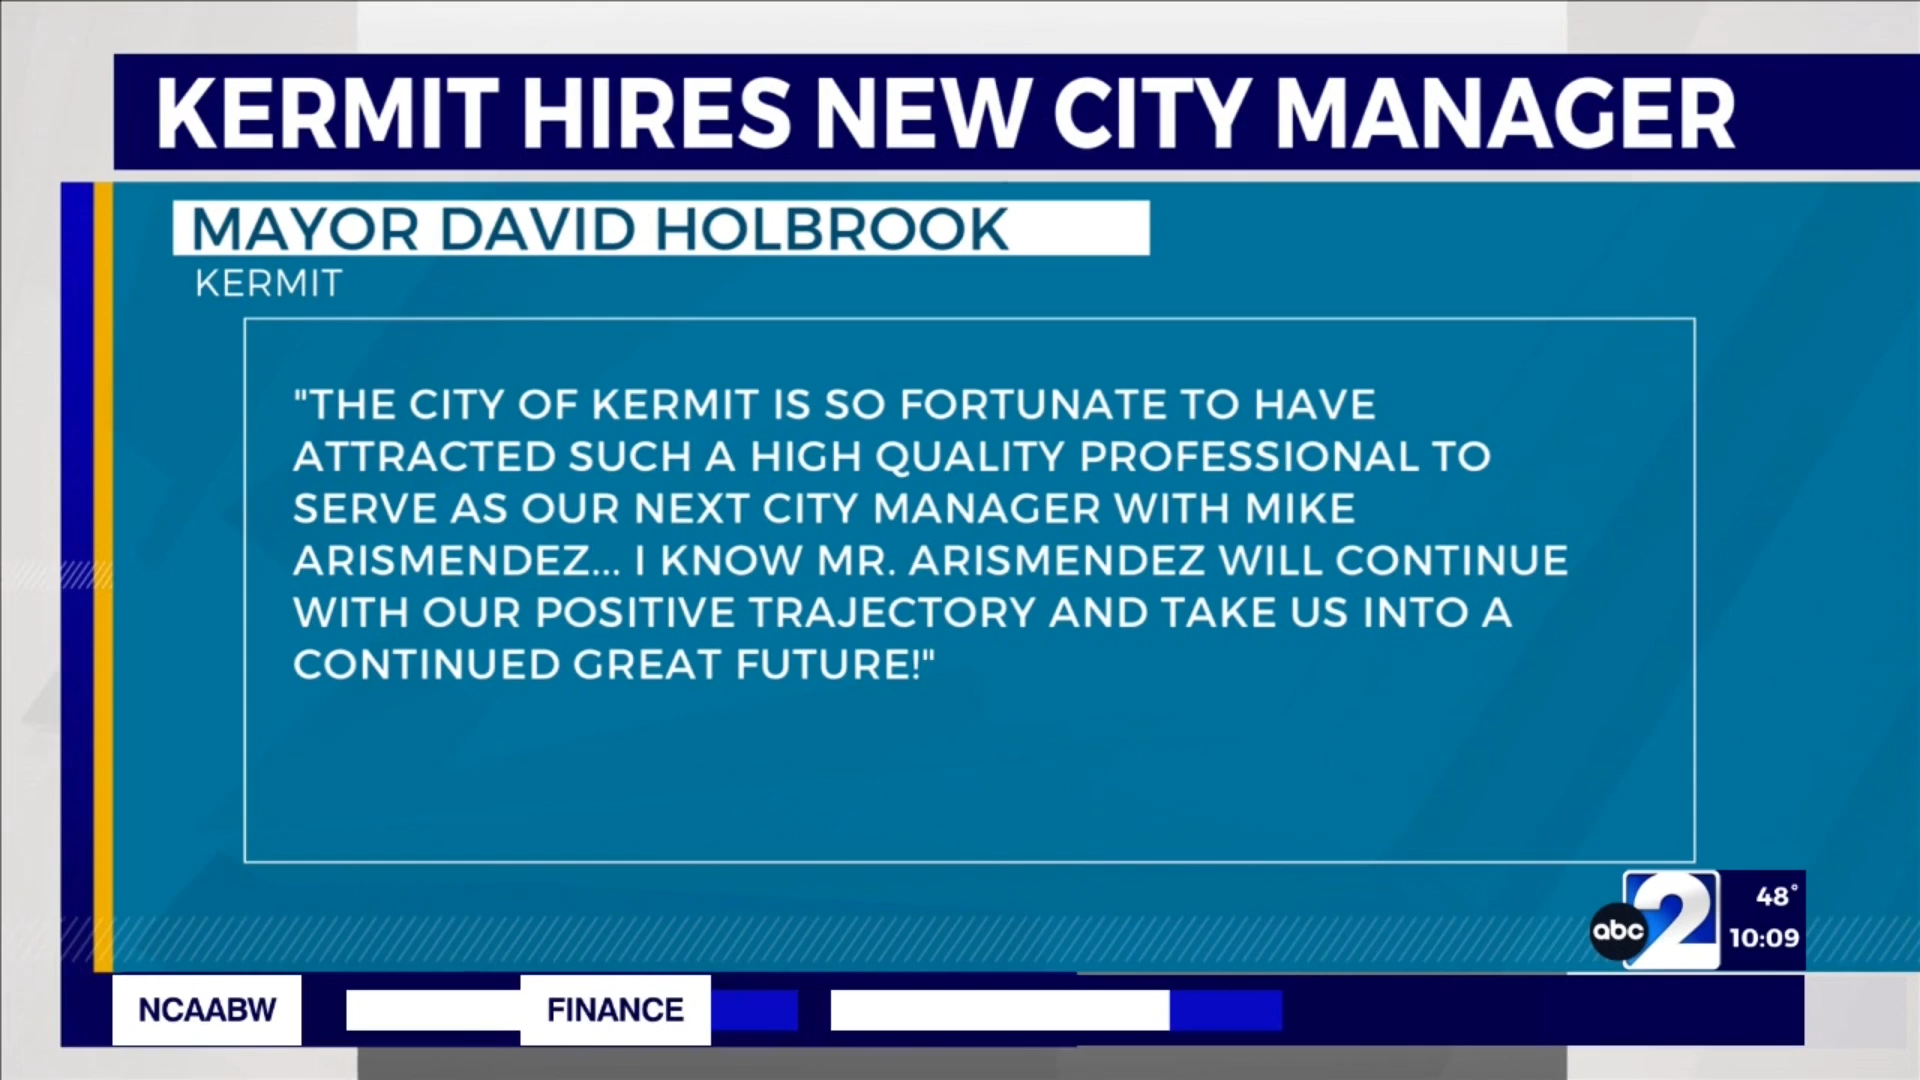 KERMIT HIRES NEW CITY MANAGER
MAYOR DAVID HOLBROOK
KERMIT
"THE CITY OF KERMIT IS SO FORTUNATE TO HAVE
ATTRACTED SUCH A HIGH QUALITY PROFESSIONAL TO
SERVE AS OUR NEXT CITY MANAGER WITH MIKE
ARISMENDEZ... I KNOW MR. ARISMENDEZ WILL CONTINUE
WITH OUR POSITIVE TRAJECTORY AND TAKE US INTO A
CONTINUED GREAT FUTURE!"
abc 2
48°
10:09
NCAABW
FINANCE